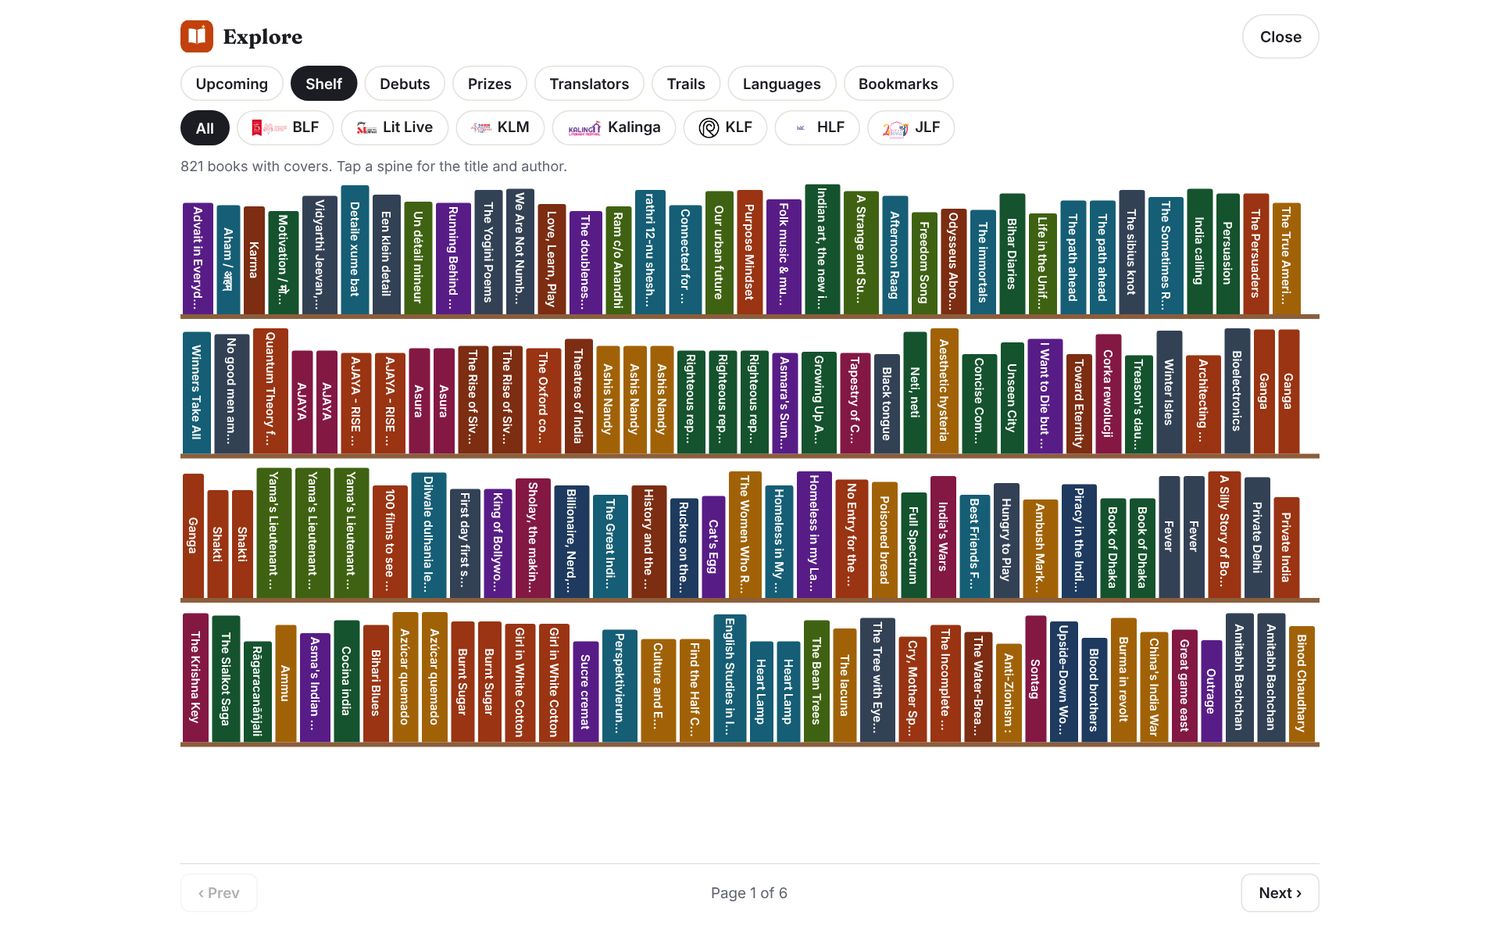 Explore
Close
Upcoming
Shelf
Debuts
Prizes
Translators
Trails
Languages
Bookmarks
All
BLF
Lit Live
KLM
Kalinga
KLF
HLF
JLF
821 books with covers. Tap a spine for the title and author.
Advait in Everyd...
Aham / अहम
Karma
Motivation /
Vidyarthi Jeevan,...
Detalie xume bat
Een klein detail
Un détail mineur
Running Behind ...
The Yogini Poems
We Are Not Numb...
Love, Learn, Play
The doublenes...
Ram c/o Anandhi
rathri 12-nu shesh...
Connected for ...
Our urban future
Purpose Mindset
Folk music & mu...
Indian art, the new i...
A Strange and Su...
Afternoon Raag
Freedom Song
Odysseus Abro...
The immortals
Bihar Diaries
Life in the Unif...
The path ahead
The path ahead
The sibius knot
The Sometimes R...
India calling
Persuasion
The Persuaders
The True Ameri...
Winners Take All
No good men am...
Quantum Theory f...
AJAYA
AJAYA
AJAYA - RISE ...
AJAYA - RISE ...
Asura
Asura
The Rise of Siv...
The Rise of Siv...
The Oxford co...
Theatres of India
Ashis Nandy
Ashis Nandy
Ashis Nandy
Righteous rep...
Righteous rep...
Righteous rep...
Asmara's Sum...
Growing Up A...
Tapestry of C...
Black tongue
Neti, neti
Aesthetic hysteria
Concise Com...
Unseen City
I Want to Die but ...
Toward Eternity
Corka rewolucji
Treason's dau...
Winter Isles
Architecting ...
Bioelectronics
Ganga
Ganga
Ganga
Shakti
Shakti
Yama's Lieutenant ...
Yama's Lieutenant ...
Yama's Lieutenant ...
100 films to see ...
Dilwale dulhania le...
First day first s...
King of Bollywo...
Sholay, the makin...
Billionaire, Nerd,...
The Great Indi...
History and the ...
Ruckus on the...
Cat's Egg
The Women Who R...
Homeless in My ...
Homeless in my La...
No Entry for the ...
Poisoned bread
Full Spectrum
India's Wars
Best Friends F...
Hungry to Play
Ambush Mark...
Piracy in the Indi...
Book of Dhaka
Book of Dhaka
Fever
Fever
A Silly Story of Bo...
Private Delhi
Private India
The Krishna Key
The Sialkot Saga
Rāgaracanāñjali
Ammu
Asma's Indian ...
Cocina india
Bihari Blues
Azúcar quemado
Azúcar quemado
Burnt Sugar
Burnt Sugar
Girl in White Cotton
Girl in White Cotton
Sucre cremat
Perspektivierun...
Culture and E...
Find the Half C...
English Studies in I...
Heart Lamp
Heart Lamp
The Bean Trees
The lacuna
The Tree with Eye...
Cry, Mother Sp...
The Incomplete ...
The Water-Brea...
Anti-Zionism :
Sontag
Upside-Down Wo...
Blood brothers
Burma in revolt
China's India War
Great game east
Outrage
Amitabh Bachchan
Amitabh Bachchan
Binod Chaudhary
‹ Prev
Page 1 of 6
Next ›